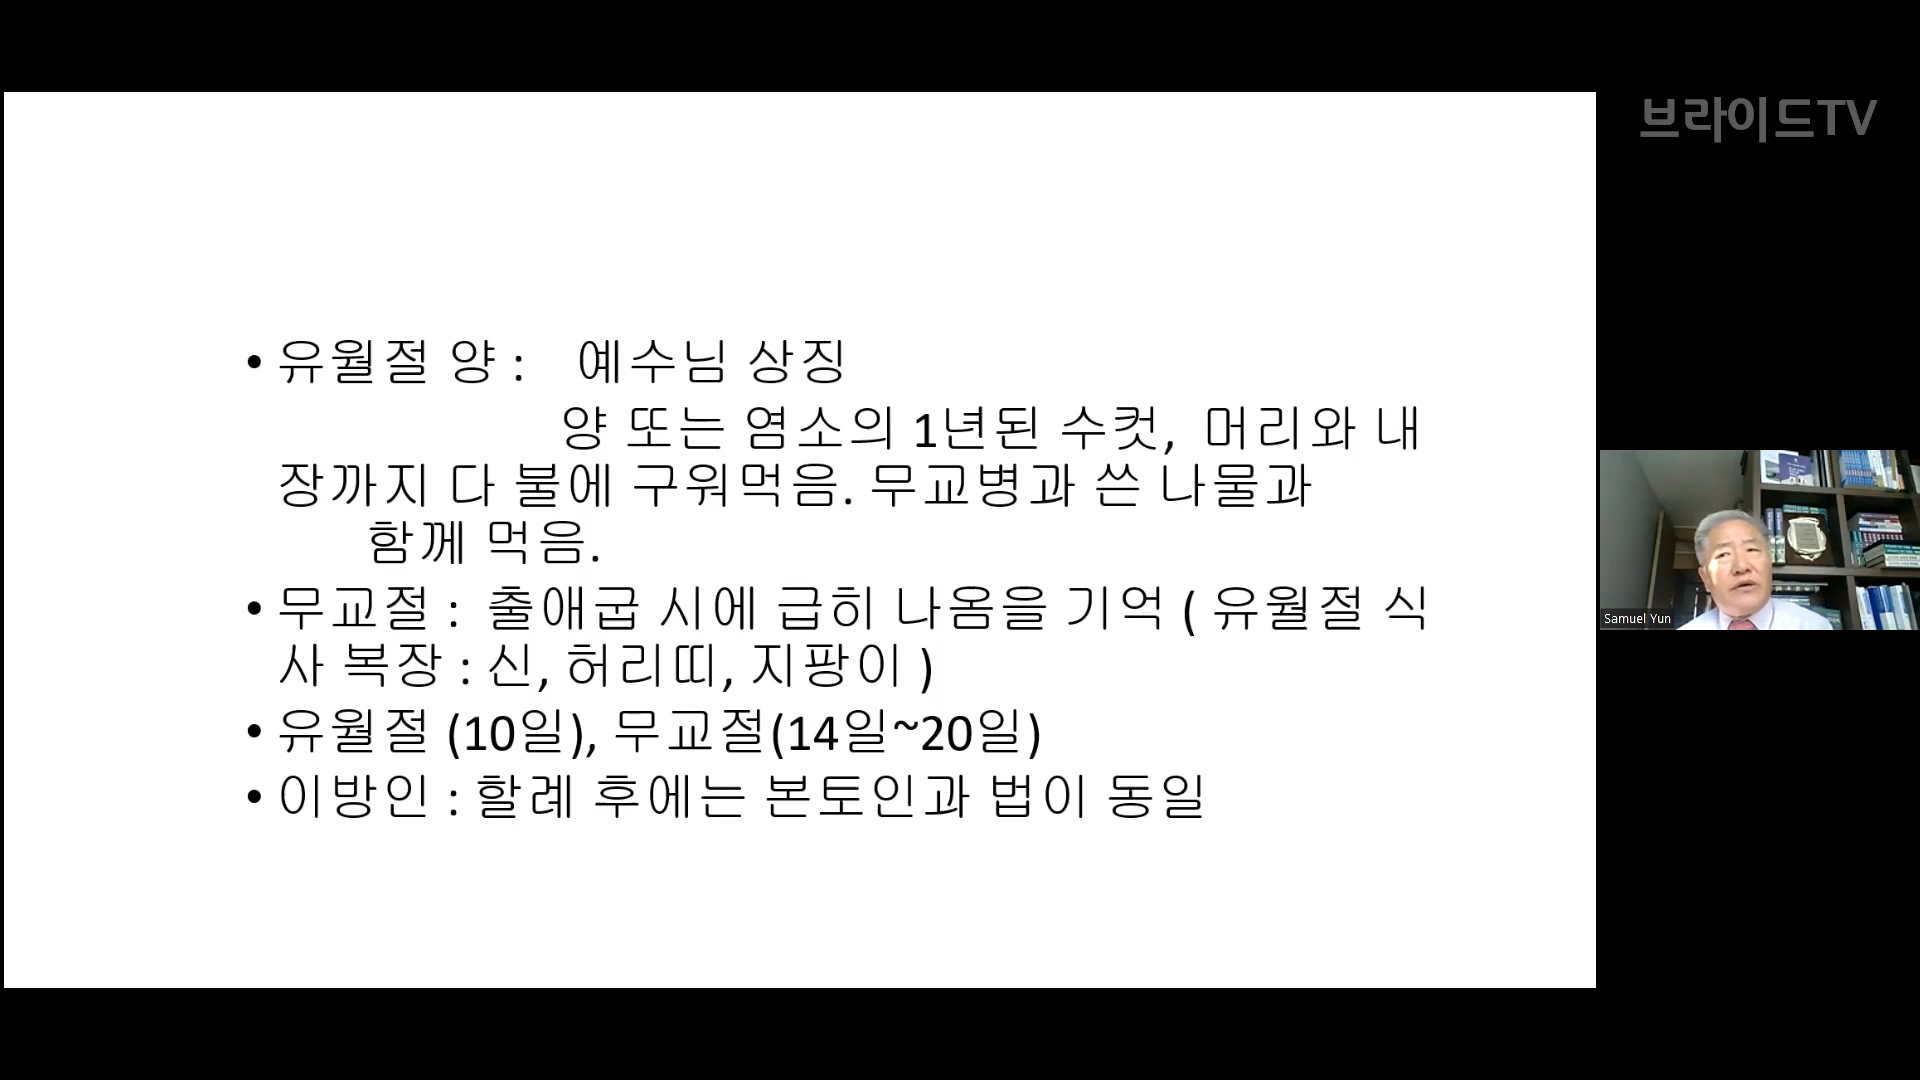 브라이드TV
• 유월절 양 : 예수님 상징
양 또는 염소의 1년된 수컷, 머리와 내
장까지 다 불에 구워먹음. 무교병과 쓴 나물과
함께 먹음.
• 무교절 : 출애굽 시에 급히 나옴을 기억 ( 유월절 식
사 복장 : 신, 허리띠, 지팡이 )
• 유월절 (10일), 무교절(14일~20일)
• 이방인 : 할례 후에는 본토인과 법이 동일
Samuel Yun